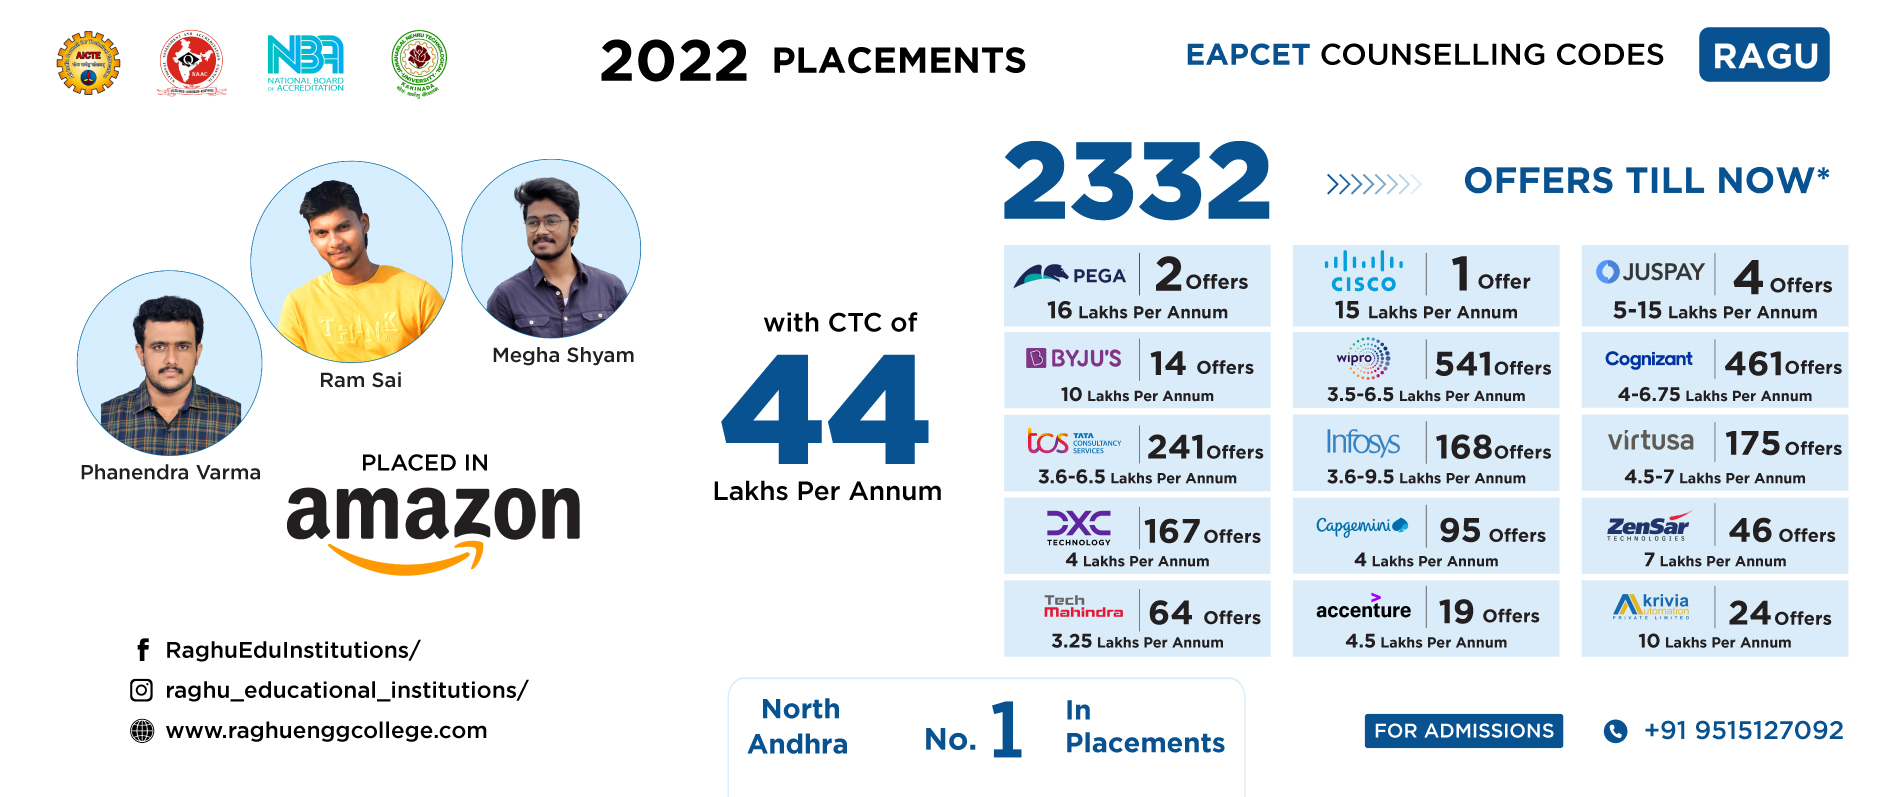 AICTE
NAAC
NBA
NATIONAL BOARD
OF ACCREDITATION
KAKINADA
2022 PLACEMENTS
EAPCET COUNSELLING CODES RAGU
Phanendra Varma
Ram Sai
Megha Shyam
PLACED IN
amazon
with CTC of
44
Lakhs Per Annum
2332 OFFERS TILL NOW*
PEGA 2 Offers
16 Lakhs Per Annum
CISCO 1 Offer
15 Lakhs Per Annum
JUSPAY 4 Offers
5-15 Lakhs Per Annum
BYJU'S 14 Offers
10 Lakhs Per Annum
wipro 541 Offers
3.5-6.5 Lakhs Per Annum
Cognizant 461 Offers
4-6.75 Lakhs Per Annum
tcs TATA CONSULTANCY SERVICES 241 Offers
3.6-6.5 Lakhs Per Annum
Infosys 168 Offers
3.6-9.5 Lakhs Per Annum
virtusa 175 Offers
4.5-7 Lakhs Per Annum
DXC TECHNOLOGY 167 Offers
4 Lakhs Per Annum
Capgemini 95 Offers
4 Lakhs Per Annum
ZenSar TECHNOLOGIES 46 Offers
7 Lakhs Per Annum
Tech Mahindra 64 Offers
3.25 Lakhs Per Annum
accenture 19 Offers
4.5 Lakhs Per Annum
Akrivia Automation PRIVATE LIMITED 24 Offers
10 Lakhs Per Annum
RaghuEduInstitutions/
raghu_educational_institutions/
www.raghuenggcollege.com
North Andhra No. 1 In Placements
FOR ADMISSIONS +91 9515127092